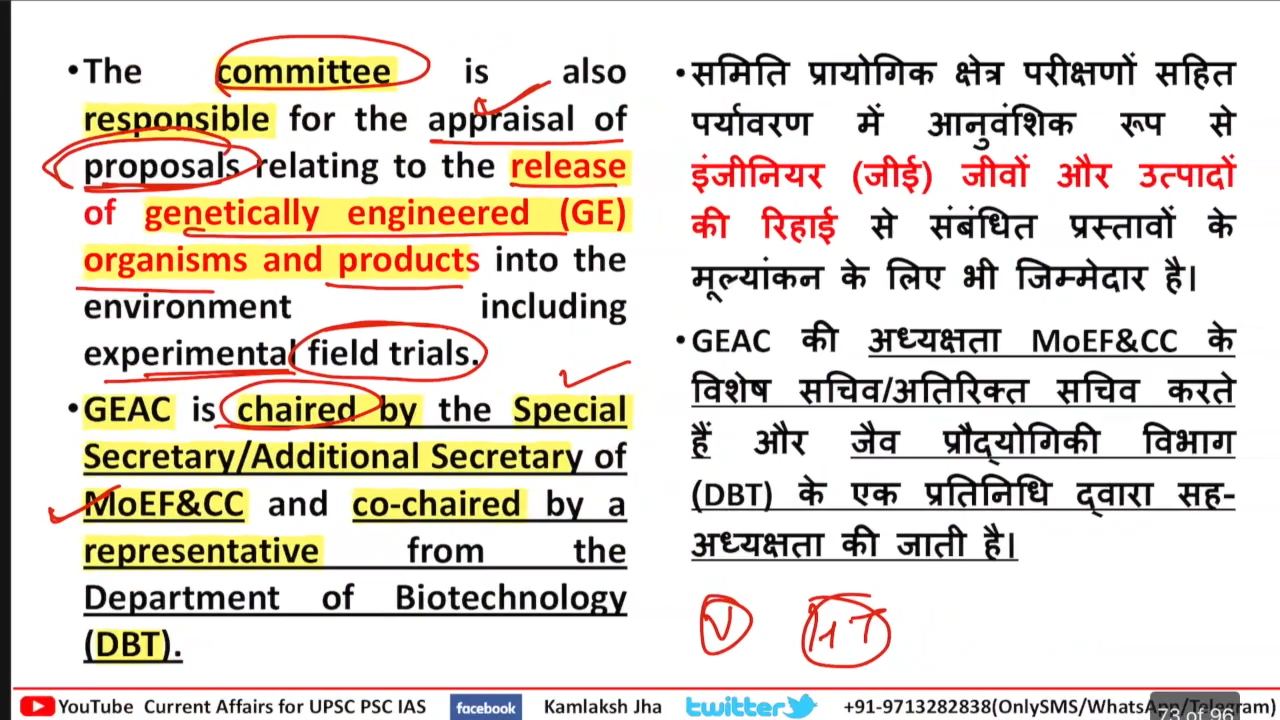 •The committee is also
responsible for the appraisal of
proposals relating to the release
of genetically engineered (GE)
organisms and products into the
environment including
experimental field trials.
•GEAC is chaired by the Special
Secretary/Additional Secretary of
MoEF&CC and co-chaired by a
representative from the
Department of Biotechnology
(DBT).
•समिति प्रायोगिक क्षेत्र परीक्षणों सहित
पर्यावरण में आनुवंशिक रूप से
इंजीनियर (जीई) जीवों और उत्पादों
की रिहाई से संबंधित प्रस्तावों के
मूल्यांकन के लिए भी जिम्मेदार है।
•GEAC की अध्यक्षता MoEF&CC के
विशेष सचिव/अतिरिक्त सचिव करते
हैं और जैव प्रौद्योगिकी विभाग
(DBT) के एक प्रतिनिधि द्वारा सह-
अध्यक्षता की जाती है।
YouTube Current Affairs for UPSC PSC IAS facebook Kamlaksh Jha twitter +91-9713282838(OnlySMS/WhatsApp/Telegram)
73 of 96